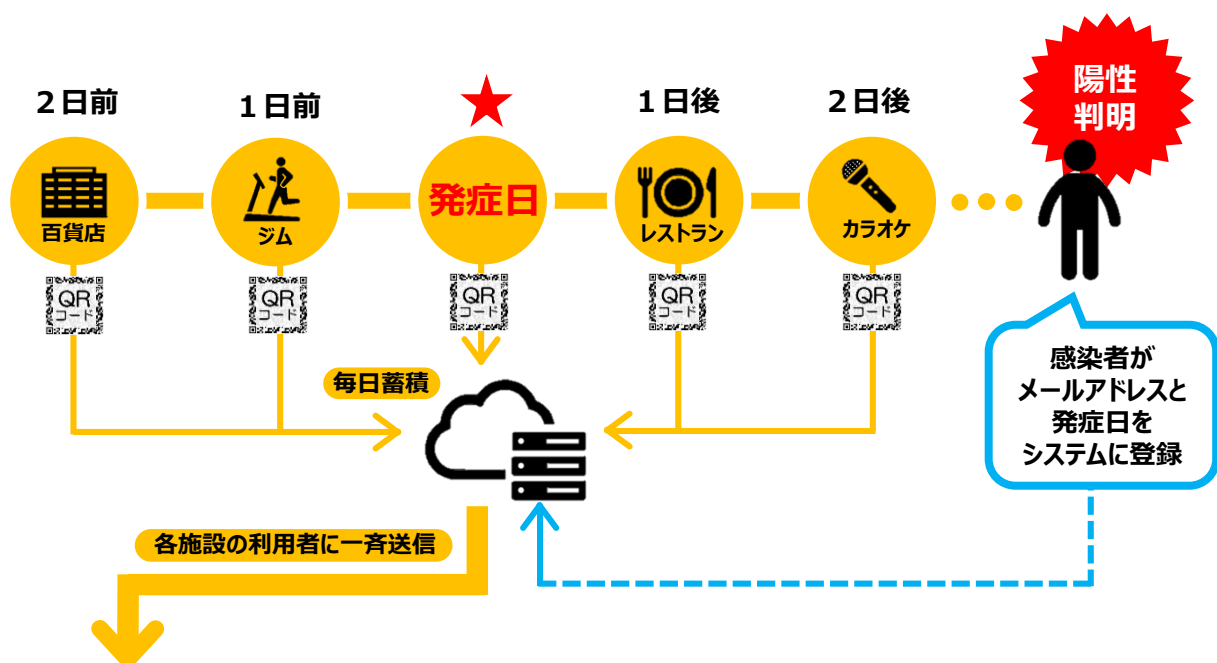 ２日前
１日前
１日後
２日後
陽性
判明
百貨店
ジム
発症日
レストラン
カラオケ
QR
コード
QR
コード
QR
コード
QR
コード
QR
コード
毎日蓄積
感染者が
メールアドレスと
発症日を
システムに登録
各施設の利用者に一斉送信